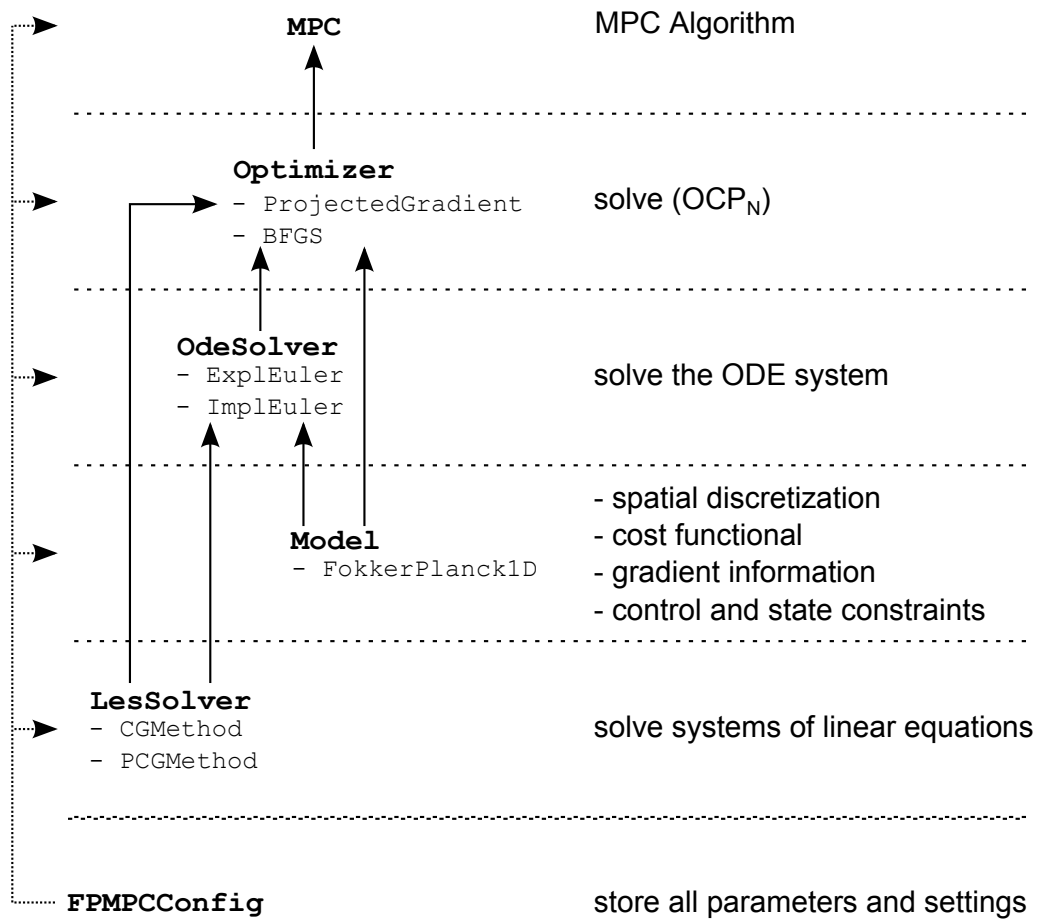 MPC MPC Algorithm
Optimizer
- ProjectedGradient solve (OCP_N)
- BFGS
OdeSolver
- ExplEuler solve the ODE system
- ImplEuler
- spatial discretization
Model - cost functional
- FokkerPlanck1D - gradient information
- control and state constraints
LesSolver
- CGMethod solve systems of linear equations
- PCGMethod
FPMPCConfig store all parameters and settings